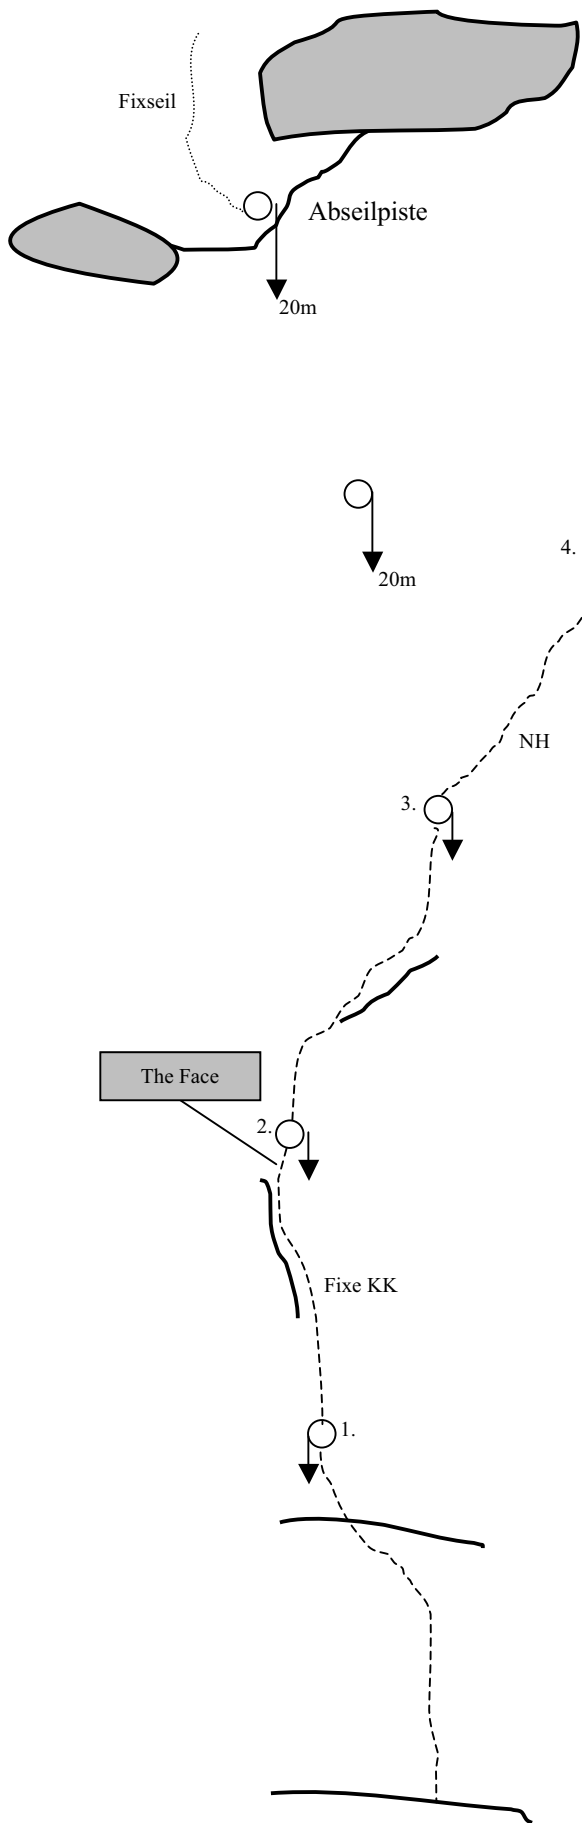 Fixseil
Abseilpiste
20m
20m
4.
NH
3.
The Face
2.
Fixe KK
1.